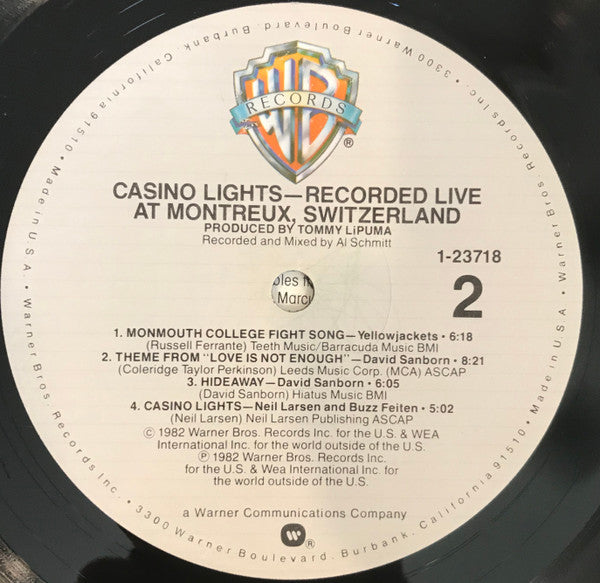 WB
RECORDS
®
CASINO LIGHTS—RECORDED LIVE
AT MONTREUX, SWITZERLAND
PRODUCED BY TOMMY LiPUMA
Recorded and Mixed by Al Schmitt
1-23718
2
Marci
1. MONMOUTH COLLEGE FIGHT SONG—Yellowjackets • 6:18
(Russell Ferrante) Teeth Music/Barracuda Music BMI
2. THEME FROM "LOVE IS NOT ENOUGH"—David Sanborn • 8:21
(Coleridge Taylor Perkinson) Leeds Music Corp. (MCA) ASCAP
3. HIDEAWAY—David Sanborn • 6:05
(David Sanborn) Hiatus Music BMI
4. CASINO LIGHTS—Neil Larsen and Buzz Feiten • 5:02
(Neil Larsen) Neil Larsen Publishing ASCAP
© 1982 Warner Bros. Records Inc. for the U.S. & WEA
International Inc. for the world outside of the U.S.
℗ 1982 Warner Bros. Records Inc.
for the U.S. & Wea International Inc. for
the world outside of the U.S.
a Warner Communications Company
W ®
Made in U.S.A. • Warner Bros. Records Inc. • 3300 Warner Boulevard, Burbank, California 91510 • Made in U.S.A. • Warner Bros. Records Inc. • 3300 Warner Boulevard, Burbank, California 91510 •